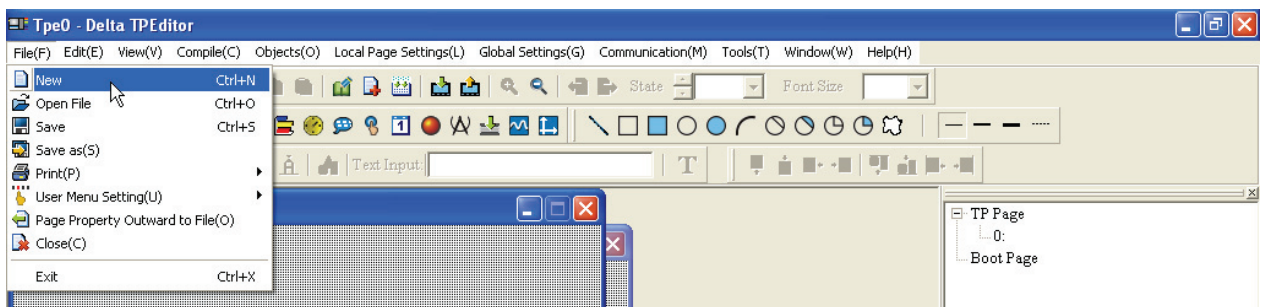 Tpe0 - Delta TPEditor
File(F) Edit(E) View(V) Compile(C) Objects(O) Local Page Settings(L) Global Settings(G) Communication(M) Tools(T) Window(W) Help(H)
New Ctrl+N
State Font Size
Open File Ctrl+O
Save Ctrl+S
1
Save as(S)
Print(P)
A Text Input: T
User Menu Setting(U)
Page Property Outward to File(O)
Close(C)
Exit Ctrl+X
TP Page
0:
Boot Page